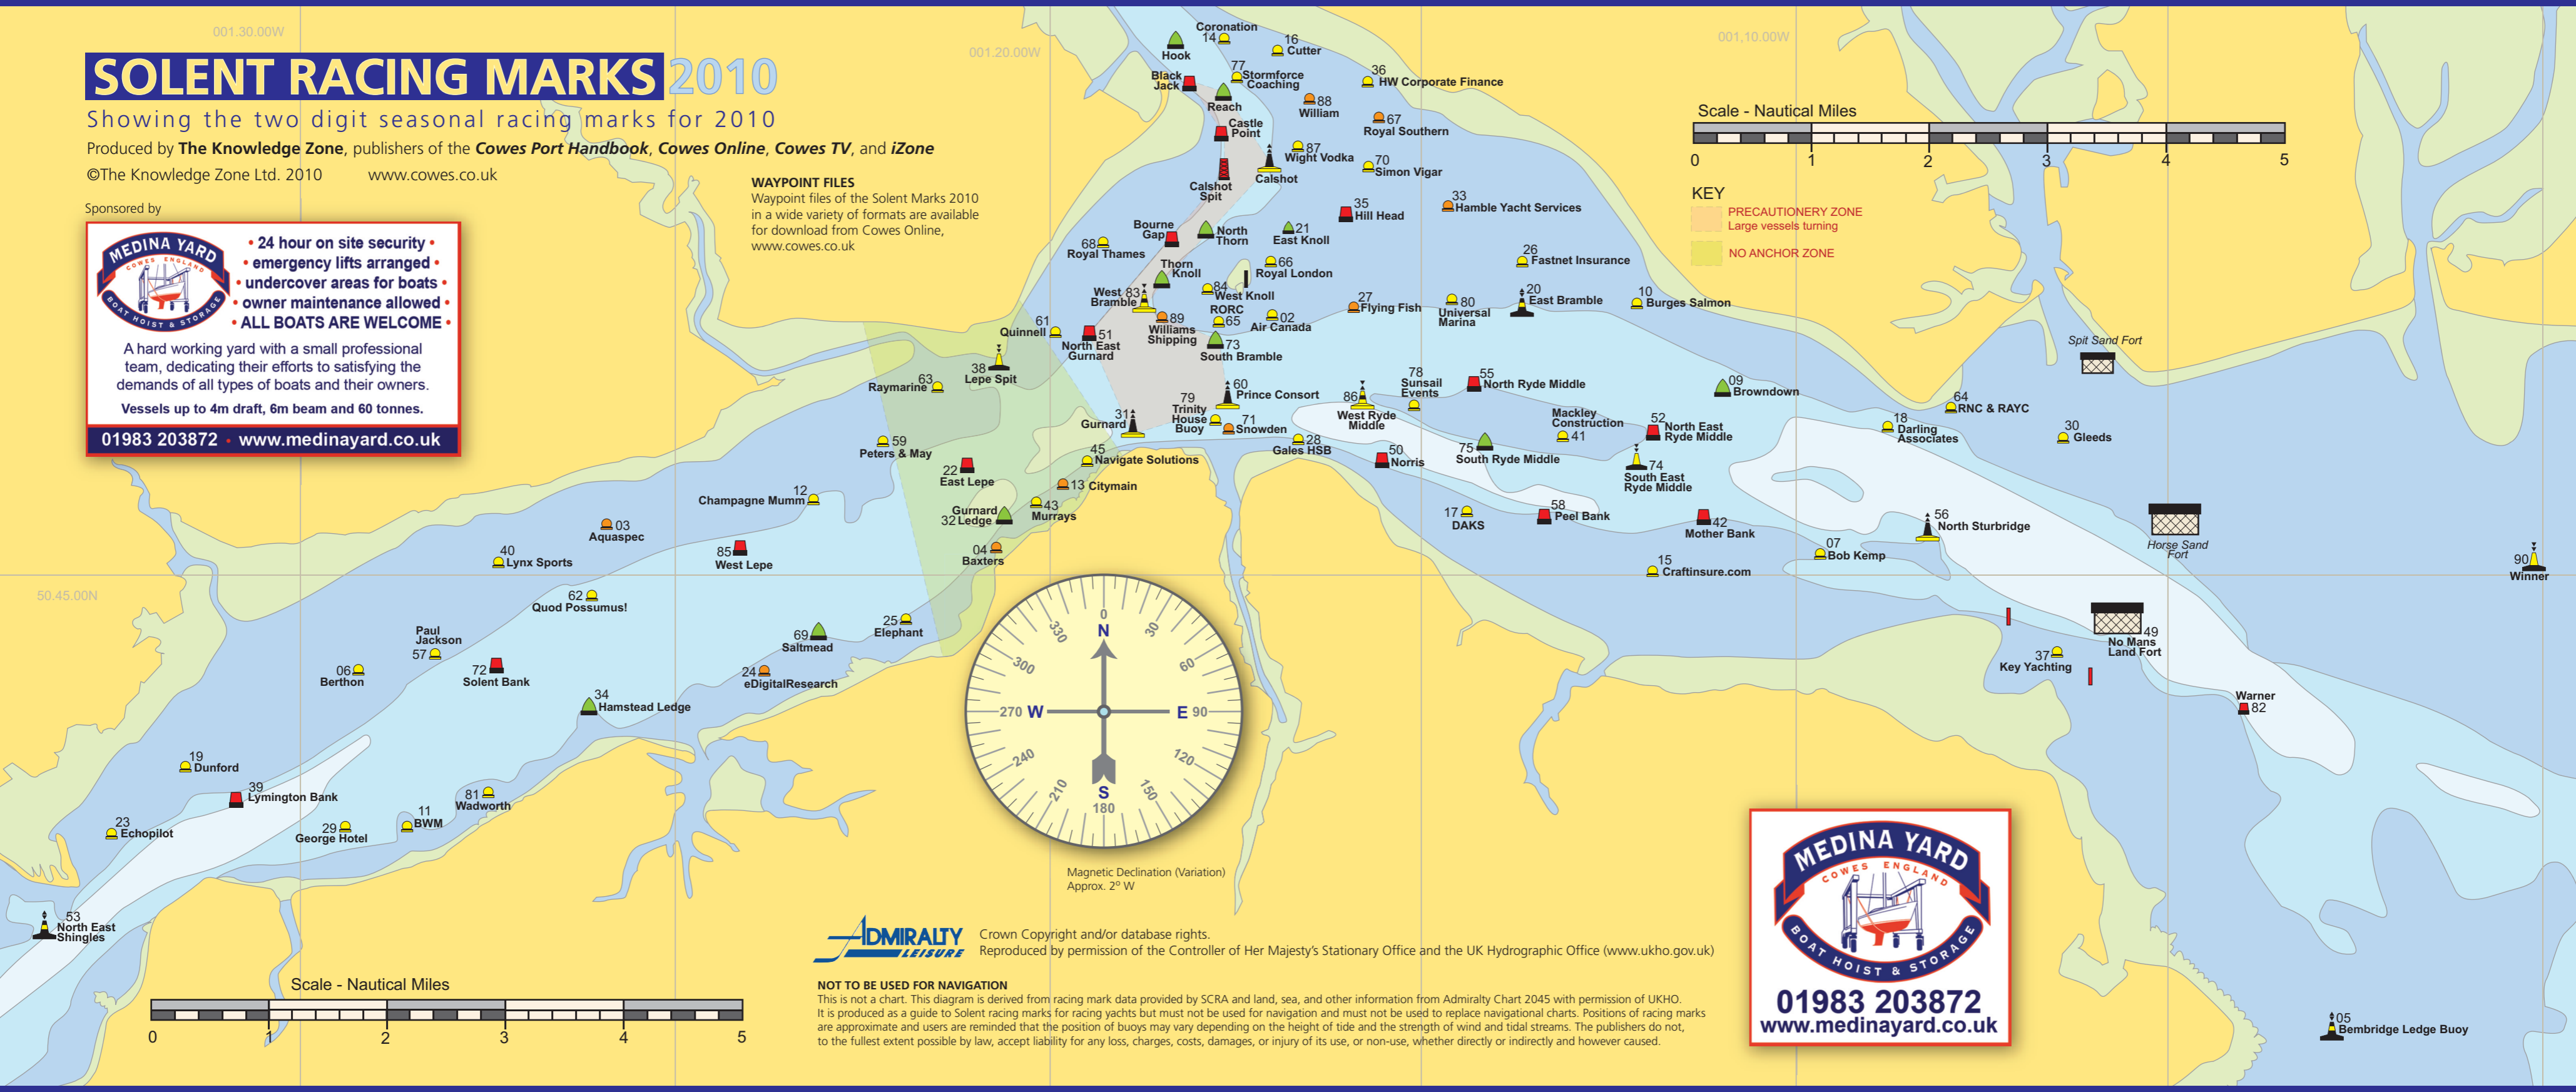 001.30.00W
001.20.00W
001,10.00W
50.45.00N
SOLENT RACING MARKS 2010
Showing the two digit seasonal racing marks for 2010
Produced by The Knowledge Zone, publishers of the Cowes Port Handbook, Cowes Online, Cowes TV, and iZone
©The Knowledge Zone Ltd. 2010 www.cowes.co.uk
Sponsored by
MEDINA YARD
COWES ENGLAND
BOAT HOIST & STORAGE
• 24 hour on site security •
• emergency lifts arranged •
• undercover areas for boats •
• owner maintenance allowed •
• ALL BOATS ARE WELCOME •
A hard working yard with a small professional
team, dedicating their efforts to satisfying the
demands of all types of boats and their owners.
Vessels up to 4m draft, 6m beam and 60 tonnes.
01983 203872 • www.medinayard.co.uk
WAYPOINT FILES
Waypoint files of the Solent Marks 2010
in a wide variety of formats are available
for download from Cowes Online,
www.cowes.co.uk
Scale - Nautical Miles
0 1 2 3 4 5
KEY
PRECAUTIONERY ZONE
Large vessels turning
NO ANCHOR ZONE
Hook
Coronation
14
16
Cutter
Black
Jack
77
Stormforce
Coaching
36
HW Corporate Finance
Reach
88
William
67
Royal Southern
Castle
Point
87
Wight Vodka
70
Simon Vigar
Calshot
Calshot
Spit
33
Hamble Yacht Services
35
Hill Head
Bourne
Gap
North
Thorn
21
East Knoll
68
Royal Thames
26
Fastnet Insurance
Thorn
Knoll
66
Royal London
West
Bramble
83
84
West Knoll
27
Flying Fish
80
Universal
Marina
20
East Bramble
10
Burges Salmon
89
Williams
Shipping
RORC
65
02
Air Canada
61
Quinnell
51
North East
Gurnard
73
South Bramble
Spit Sand Fort
38
Lepe Spit
63
Raymarine
60
Prince Consort
86
West Ryde
Middle
78
Sunsail
Events
55
North Ryde Middle
09
Browndown
64
RNC & RAYC
31
Gurnard
79
Trinity
House
Buoy
71
Snowden
Mackley
Construction
41
52
North East
Ryde Middle
18
Darling
Associates
30
Gleeds
59
Peters & May
28
Gales HSB
45
Navigate Solutions
50
Norris
75
South Ryde Middle
74
South East
Ryde Middle
22
East Lepe
13 Citymain
12
Champagne Mumm
43
Murrays
Gurnard
Ledge
32
17
DAKS
58
Peel Bank
42
Mother Bank
56
North Sturbridge
03
Aquaspec
Horse Sand
Fort
40
Lynx Sports
85
West Lepe
04
Baxters
07
Bob Kemp
15
Craftinsure.com
90
Winner
62
Quod Possumus!
25
Elephant
69
Saltmead
Paul
Jackson
57
06
Berthon
72
Solent Bank
24
eDigitalResearch
49
No Mans
Land Fort
37
Key Yachting
34
Hamstead Ledge
Warner
82
19
Dunford
39
Lymington Bank
81
Wadworth
23
Echopilot
29
George Hotel
11
BWM
53
North East
Shingles
05
Bembridge Ledge Buoy
0
N
30
60
E 90
120
150
S
180
210
240
270 W
300
330
Magnetic Declination (Variation)
Approx. 2º W
ADMIRALTY
LEISURE
Crown Copyright and/or database rights.
Reproduced by permission of the Controller of Her Majesty's Stationary Office and the UK Hydrographic Office (www.ukho.gov.uk)
NOT TO BE USED FOR NAVIGATION
This is not a chart. This diagram is derived from racing mark data provided by SCRA and land, sea, and other information from Admiralty Chart 2045 with permission of UKHO.
It is produced as a guide to Solent racing marks for racing yachts but must not be used for navigation and must not be used to replace navigational charts. Positions of racing marks
are approximate and users are reminded that the position of buoys may vary depending on the height of tide and the strength of wind and tidal streams. The publishers do not,
to the fullest extent possible by law, accept liability for any loss, charges, costs, damages, or injury of its use, or non-use, whether directly or indirectly and however caused.
Scale - Nautical Miles
0 1 2 3 4 5
MEDINA YARD
COWES ENGLAND
BOAT HOIST & STORAGE
01983 203872
www.medinayard.co.uk